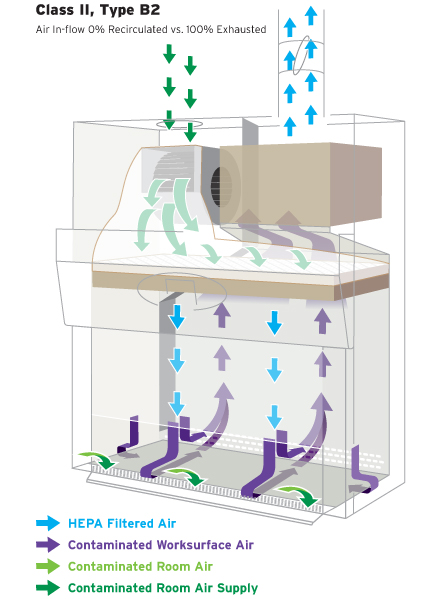 Class II, Type B2
Air In-flow 0% Recirculated vs. 100% Exhausted
HEPA Filtered Air
Contaminated Worksurface Air
Contaminated Room Air
Contaminated Room Air Supply